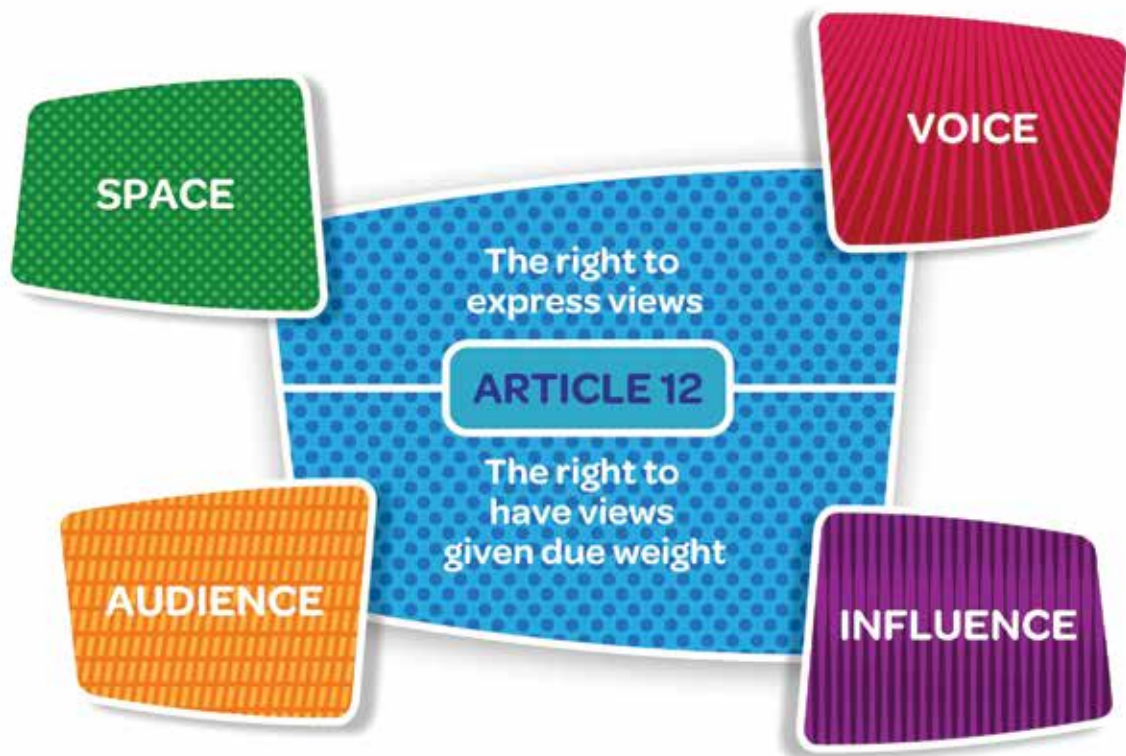 SPACE
VOICE
The right to
express views
ARTICLE 12
The right to
have views
given due weight
AUDIENCE
INFLUENCE